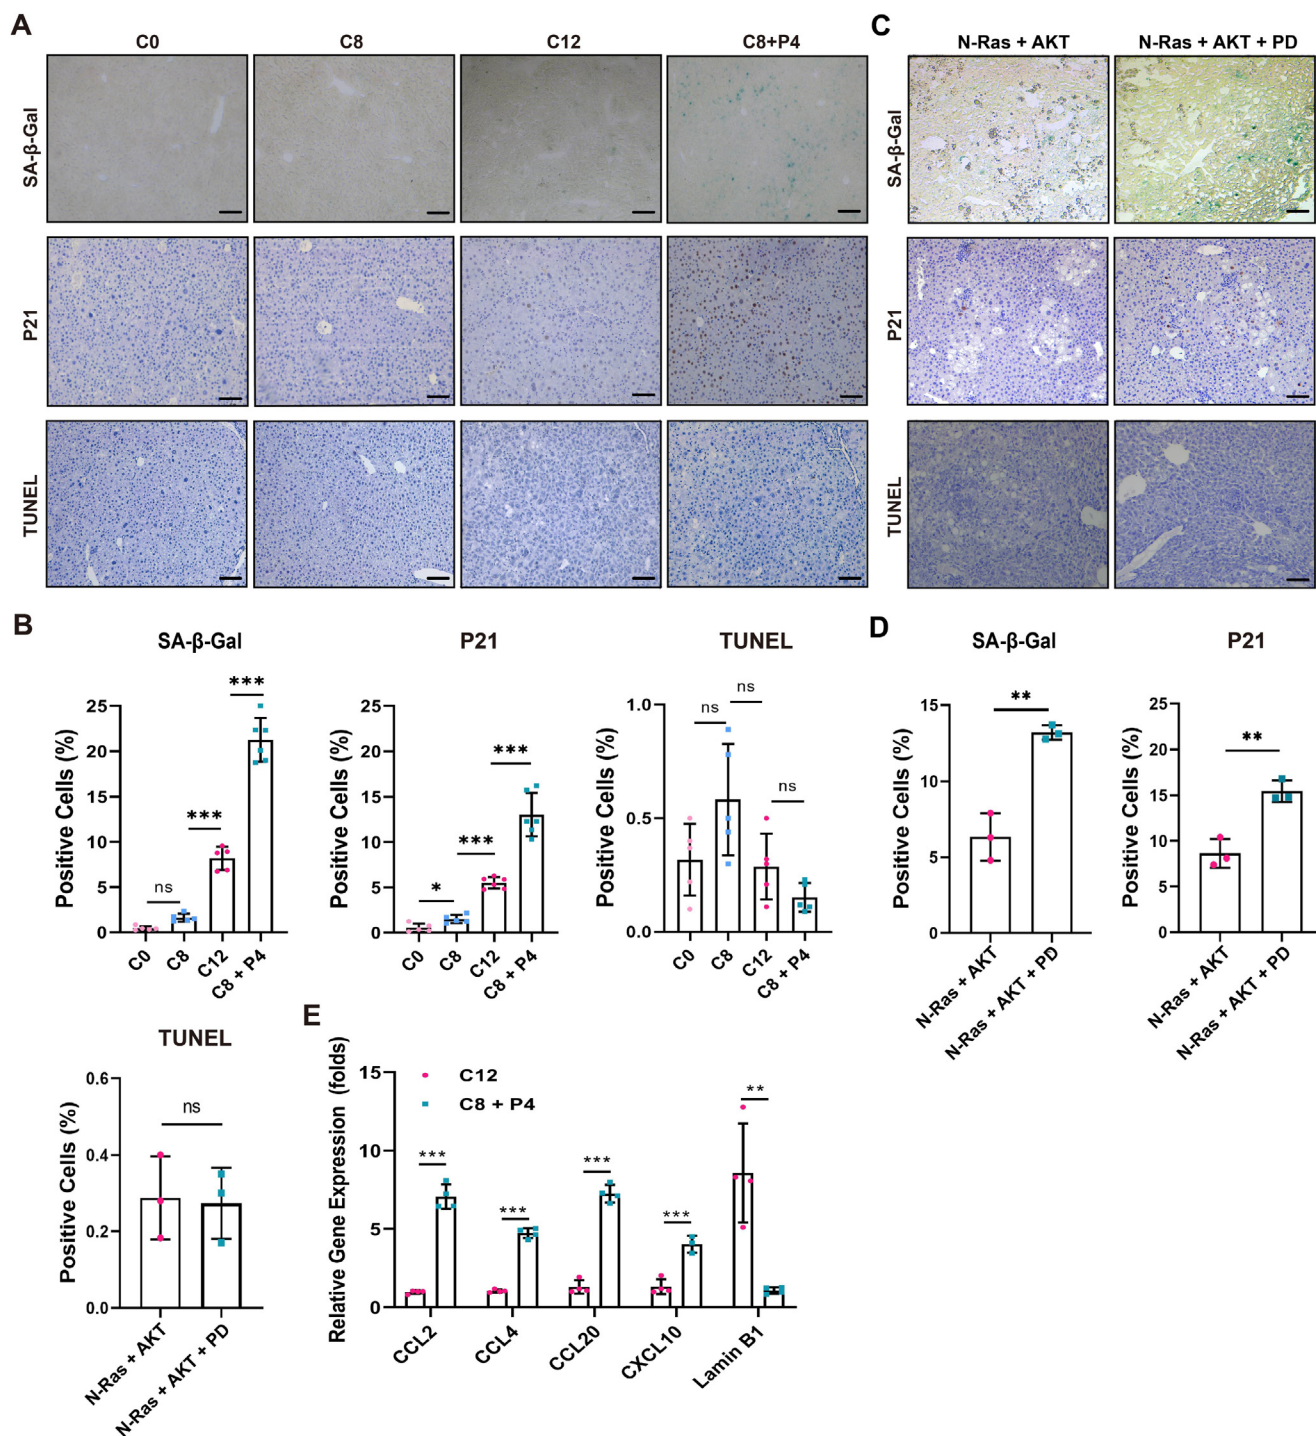 A
C0 C8 C12 C8+P4
SA-β-Gal
P21
TUNEL
C
N-Ras + AKT N-Ras + AKT + PD
SA-β-Gal
P21
TUNEL
B
SA-β-Gal
Positive Cells (%)
25
20
15
10
5
0
ns
***
***
C0 C8 C12 C8 + P4
P21
Positive Cells (%)
25
20
15
10
5
0
*
***
***
C0 C8 C12 C8 + P4
TUNEL
Positive Cells (%)
1.0
0.5
0.0
ns
ns
ns
C0 C8 C12 C8 + P4
D
SA-β-Gal
Positive Cells (%)
15
10
5
0
**
N-Ras + AKT
N-Ras + AKT + PD
P21
Positive Cells (%)
25
20
15
10
5
0
**
N-Ras + AKT
N-Ras + AKT + PD
TUNEL
Positive Cells (%)
0.6
0.4
0.2
0.0
ns
N-Ras + AKT
N-Ras + AKT + PD
E
Relative Gene Expression (folds)
15
10
5
0
C12
C8 + P4
***
***
***
***
**
CCL2 CCL4 CCL20 CXCL10 Lamin B1